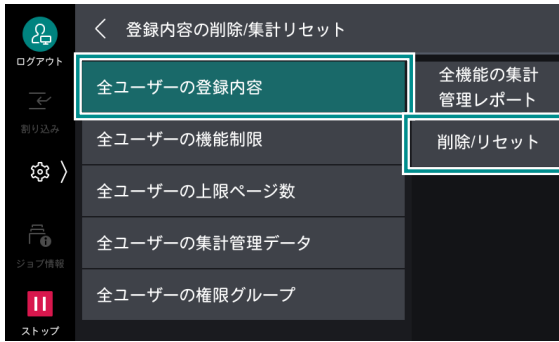 登録内容の削除/集計リセット
ログアウト
全ユーザーの登録内容
全機能の集計
管理レポート
割り込み
全ユーザーの機能制限
削除/リセット
全ユーザーの上限ページ数
全ユーザーの集計管理データ
ジョブ情報
全ユーザーの権限グループ
ストップ